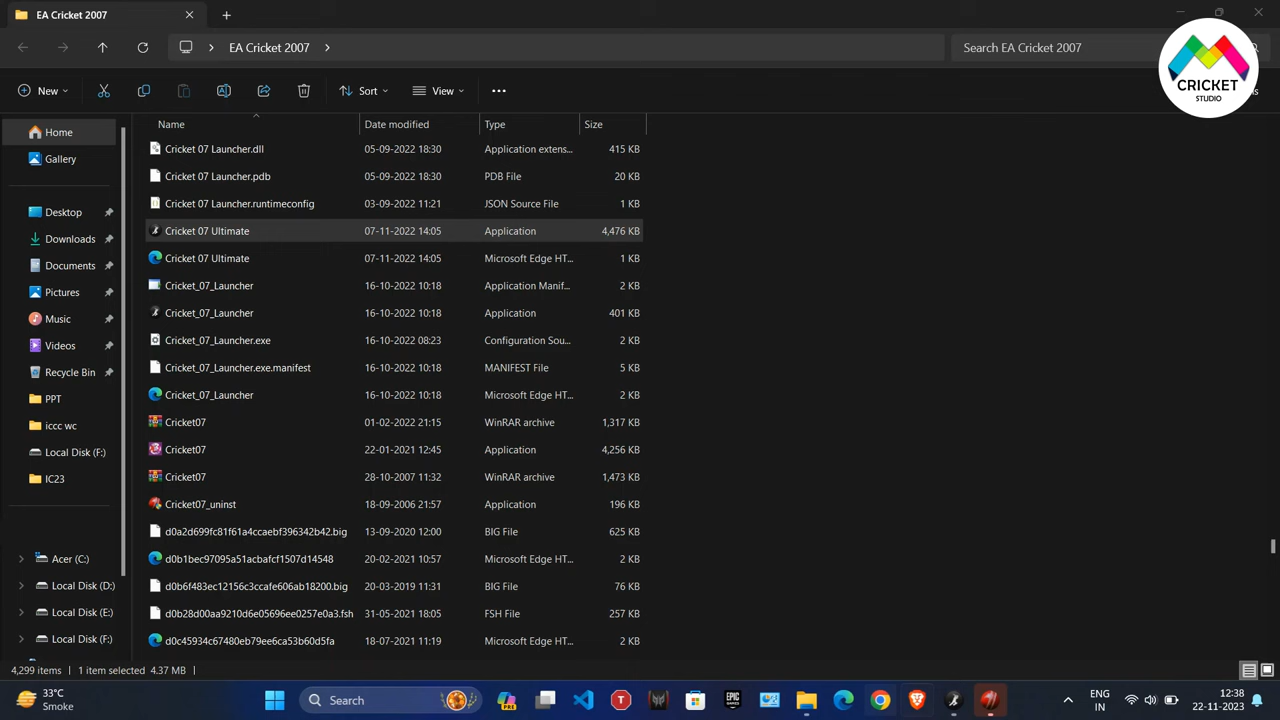 EA Cricket 2007
EA Cricket 2007
Search EA Cricket 2007
CRICKET
STUDIO
New
Sort
View
Home
Gallery
Desktop
Downloads
Documents
Pictures
Music
Videos
Recycle Bin
PPT
iccc wc
Local Disk (F:)
IC23
Acer (C:)
Local Disk (D:)
Local Disk (E:)
Local Disk (F:)
Name Date modified Type Size
Cricket 07 Launcher.dll 05-09-2022 18:30 Application extens... 415 KB
Cricket 07 Launcher.pdb 05-09-2022 18:30 PDB File 20 KB
Cricket 07 Launcher.runtimeconfig 03-09-2022 11:21 JSON Source File 1 KB
Cricket 07 Ultimate 07-11-2022 14:05 Application 4,476 KB
Cricket 07 Ultimate 07-11-2022 14:05 Microsoft Edge HT... 1 KB
Cricket_07_Launcher 16-10-2022 10:18 Application Manif... 2 KB
Cricket_07_Launcher 16-10-2022 10:18 Application 401 KB
Cricket_07_Launcher.exe 16-10-2022 08:23 Configuration Sou... 2 KB
Cricket_07_Launcher.exe.manifest 16-10-2022 10:18 MANIFEST File 5 KB
Cricket_07_Launcher 16-10-2022 10:18 Microsoft Edge HT... 2 KB
Cricket07 01-02-2022 21:15 WinRAR archive 1,317 KB
Cricket07 22-01-2021 12:45 Application 4,256 KB
Cricket07 28-10-2007 11:32 WinRAR archive 1,473 KB
Cricket07_uninst 18-09-2006 21:57 Application 196 KB
d0a2d699fc81f61a4ccaebf396342b42.big 13-09-2020 12:00 BIG File 625 KB
d0b1bec97095a51acbafcf1507d14548 20-02-2021 10:57 Microsoft Edge HT... 2 KB
d0b6f483ec12156c3ccafe606ab18200.big 20-03-2019 11:31 BIG File 76 KB
d0b28d00aa9210d6e05696ee0257e0a3.fsh 31-05-2021 18:05 FSH File 257 KB
d0c45934c67480eb79ee6ca53b60d5fa 18-07-2021 11:19 Microsoft Edge HT... 2 KB
4,299 items 1 item selected 4.37 MB
33°C
Smoke
Search
PRE
T
EPIC
GAMES
ENG
IN
12:38
22-11-2023